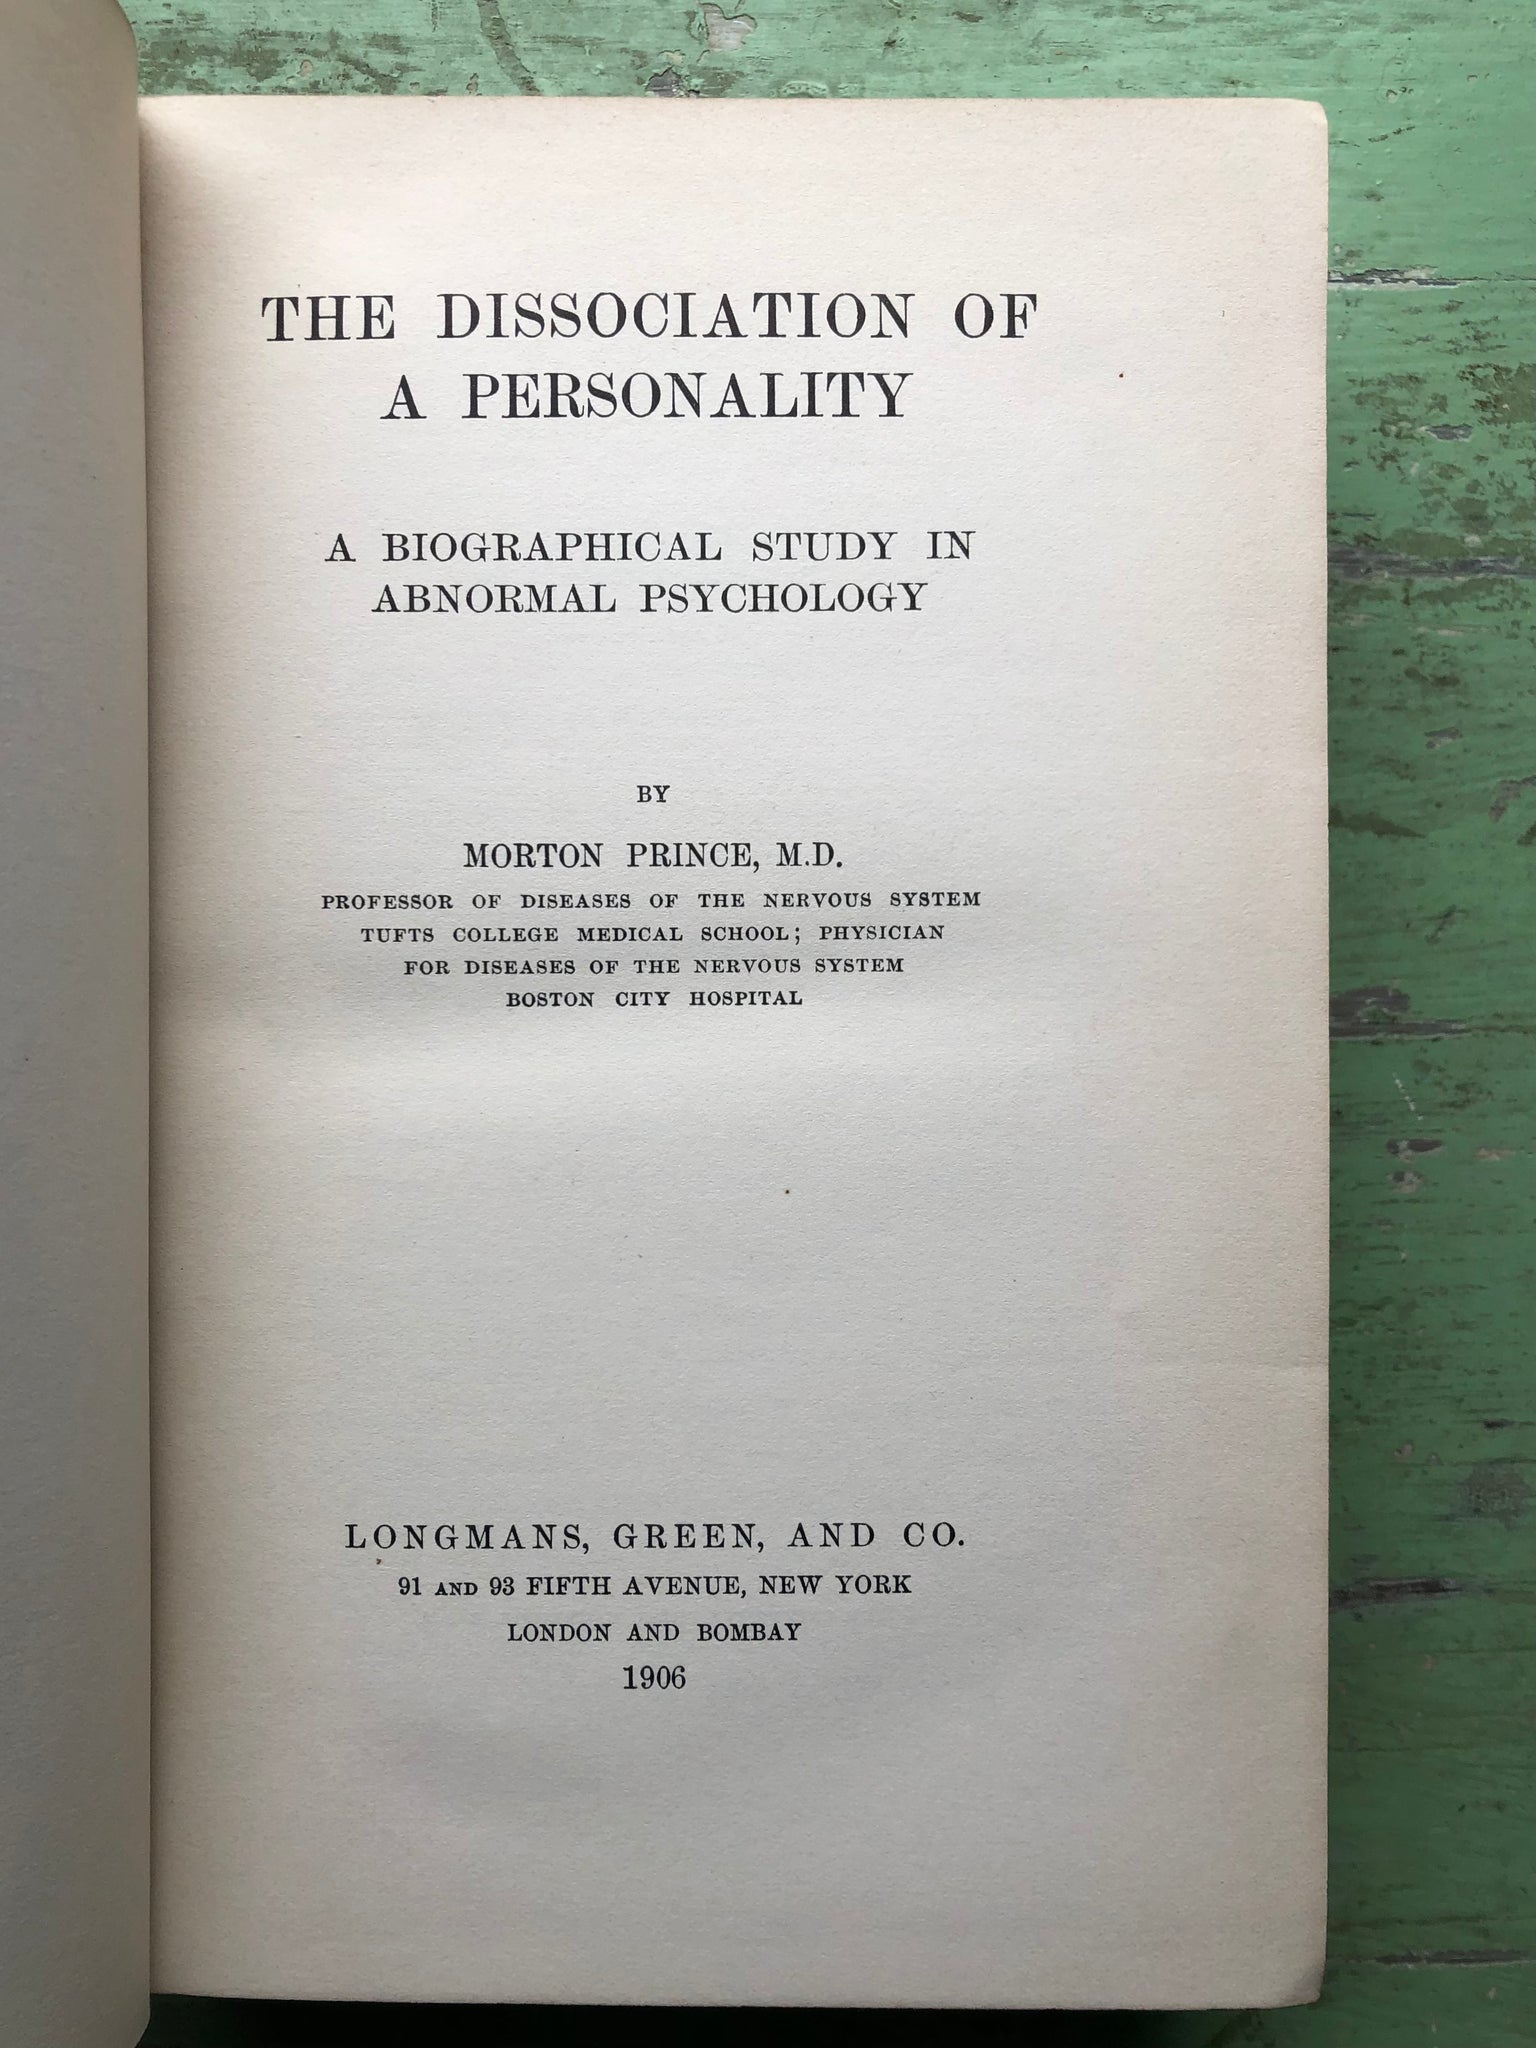 THE DISSOCIATION OF
A PERSONALITY
A BIOGRAPHICAL STUDY IN
ABNORMAL PSYCHOLOGY
BY
MORTON PRINCE, M.D.
PROFESSOR OF DISEASES OF THE NERVOUS SYSTEM
TUFTS COLLEGE MEDICAL SCHOOL; PHYSICIAN
FOR DISEASES OF THE NERVOUS SYSTEM
BOSTON CITY HOSPITAL
LONGMANS, GREEN, AND CO.
91 AND 93 FIFTH AVENUE, NEW YORK
LONDON AND BOMBAY
1906